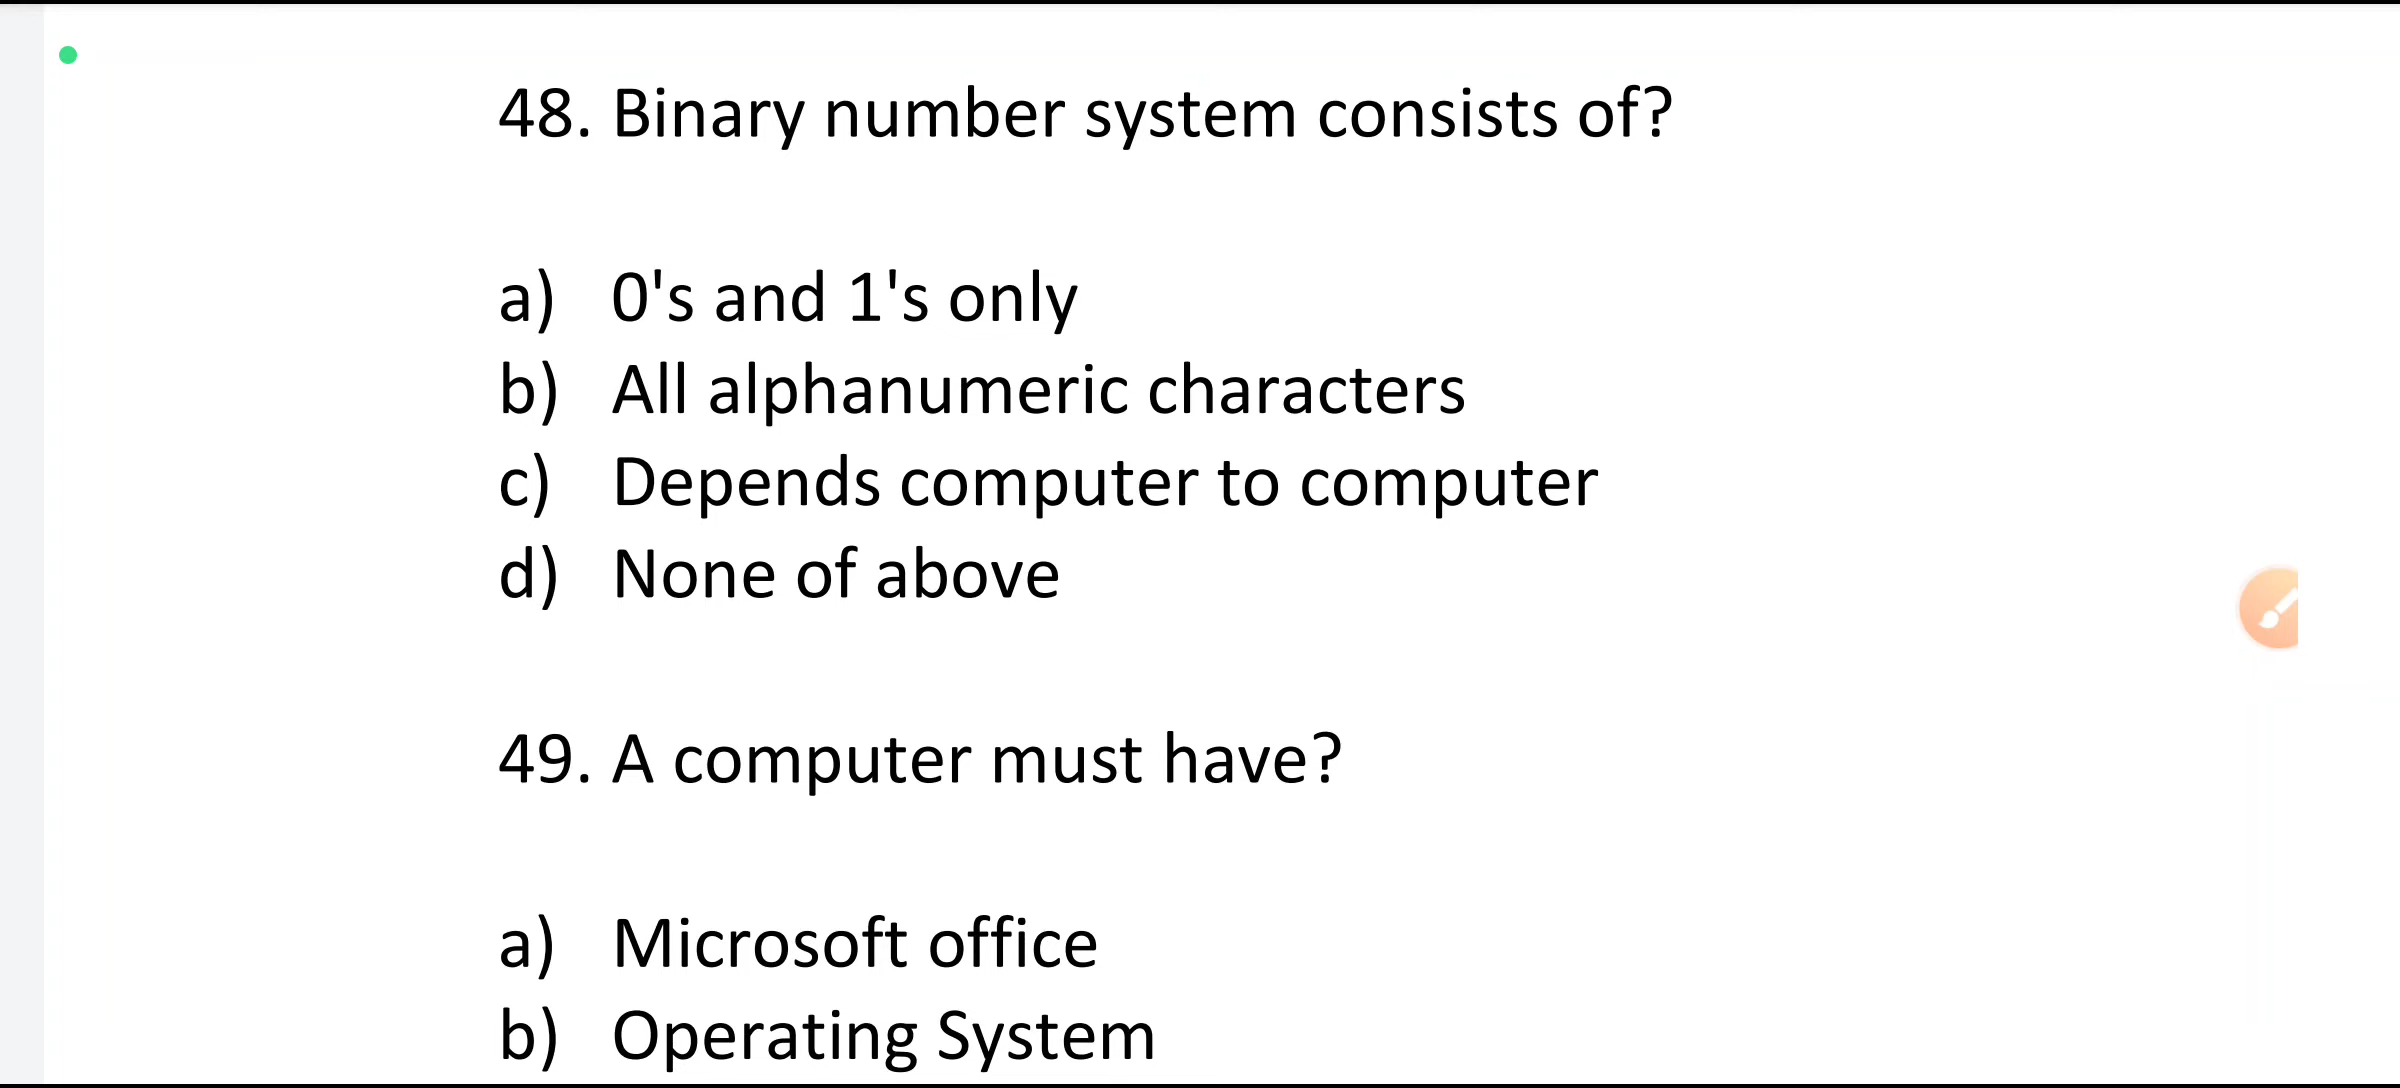 48. Binary number system consists of?
a) 0's and 1's only
b) All alphanumeric characters
c) Depends computer to computer
d) None of above
49. A computer must have?
a) Microsoft office
b) Operating System